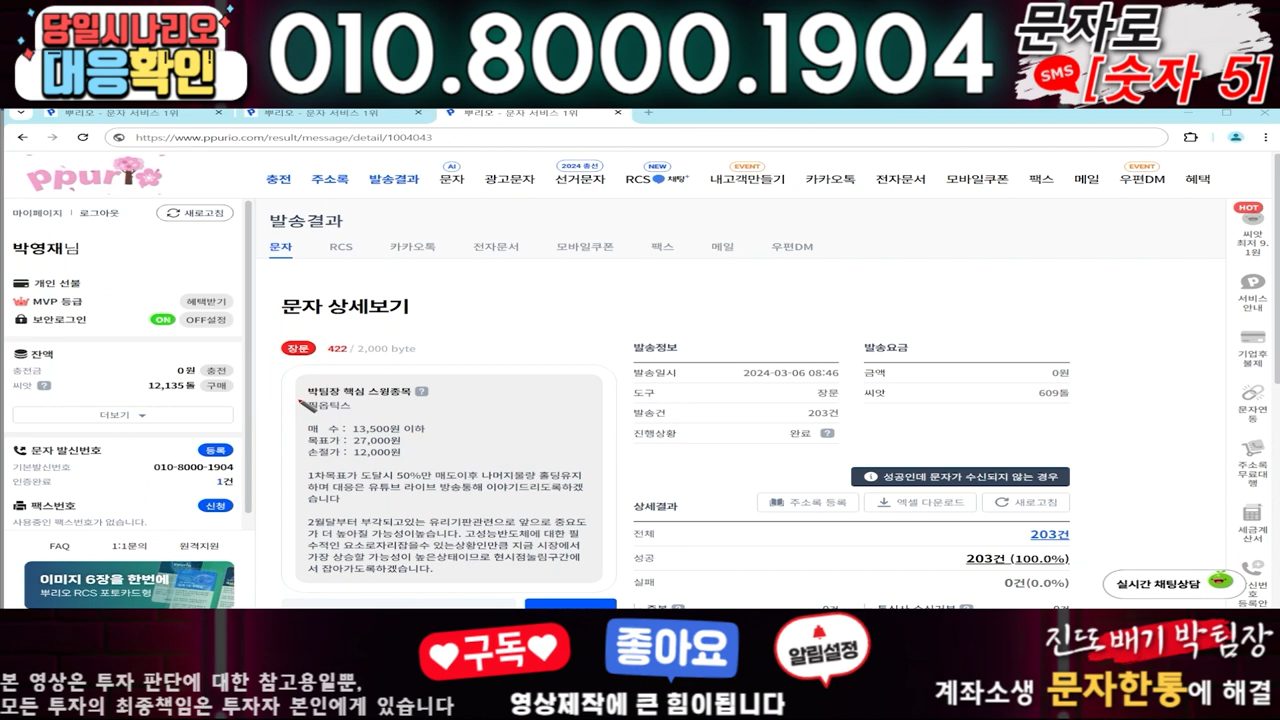 당일시나리오
대응확인
010.8000.1904
문자로
SMS
[숫자 5]
뿌리오 - 문자 서비스 1위
뿌리오 - 문자 서비스 1위
뿌리오 - 문자 서비스 1위
https://www.ppurio.com/result/message/detail/1004043
ppurio
충전
주소록
발송결과
AI
문자
광고문자
2024 총선
선거문자
NEW
RCS 채팅+
EVENT
내고객만들기
카카오톡
전자문서
모바일쿠폰
팩스
메일
EVENT
우편DM
혜택
마이페이지 | 로그아웃
새로고침
박영재님
개인 선불
MVP 등급
혜택받기
보안로그인
ON
OFF설정
잔액
충전금 0원 충전
씨앗 ? 12,135톨 구매
더보기
문자 발신번호 등록
기본발신번호 010-8000-1904
인증완료 1건
팩스번호 신청
사용중인 팩스번호가 없습니다.
FAQ 1:1문의 원격지원
이미지 6장을 한번에
뿌리오 RCS 포토카드형
발송결과
문자 RCS 카카오톡 전자문서 모바일쿠폰 팩스 메일 우편DM
문자 상세보기
장문 422 / 2,000 byte
박팀장 핵심 스윙종목 ?
필옵틱스
매 수 : 13,500원 이하
목표가 : 27,000원
손절가 : 12,000원
1차목표가 도달시 50%만 매도이후 나머지물량 홀딩유지
하며 대응은 유튜브 라이브 방송통해 이야기드리도록하겠
습니다
2월달부터 부각되고있는 유리기판관련으로 앞으로 중요도
가 더 높아질 가능성이높습니다. 고성능반도체에 대한 필
수적인 요소로자리잡을수 있는상황인만큼 지금 시장에서
가장 상승할 가능성이 높은상태이므로 현시점눌림구간에
서 잡아가도록하겠습니다.
발송정보
발송일시 2024-03-06 08:46
도구 장문
발송건 203건
진행상황 완료 ?
발송요금
금액 0원
씨앗 609톨
성공인데 문자가 수신되지 않는 경우
상세결과
주소록 등록
엑셀 다운로드
새로고침
전체 203건
성공 203건 (100.0%)
실패 0건(0.0%)
HOT
씨앗
최저 9.
1원
서비스
안내
기업후
불제
문자연
동
주소록
무료대
행
세금계
산서
실시간 채팅상담
구독
좋아요
알림설정
영상제작에 큰 힘이됩니다
본 영상은 투자 판단에 대한 참고용일뿐,
모든 투자의 최종책임은 투자자 본인에게 있습니다
진또배기 박팀장
계좌소생 문자한통에 해결